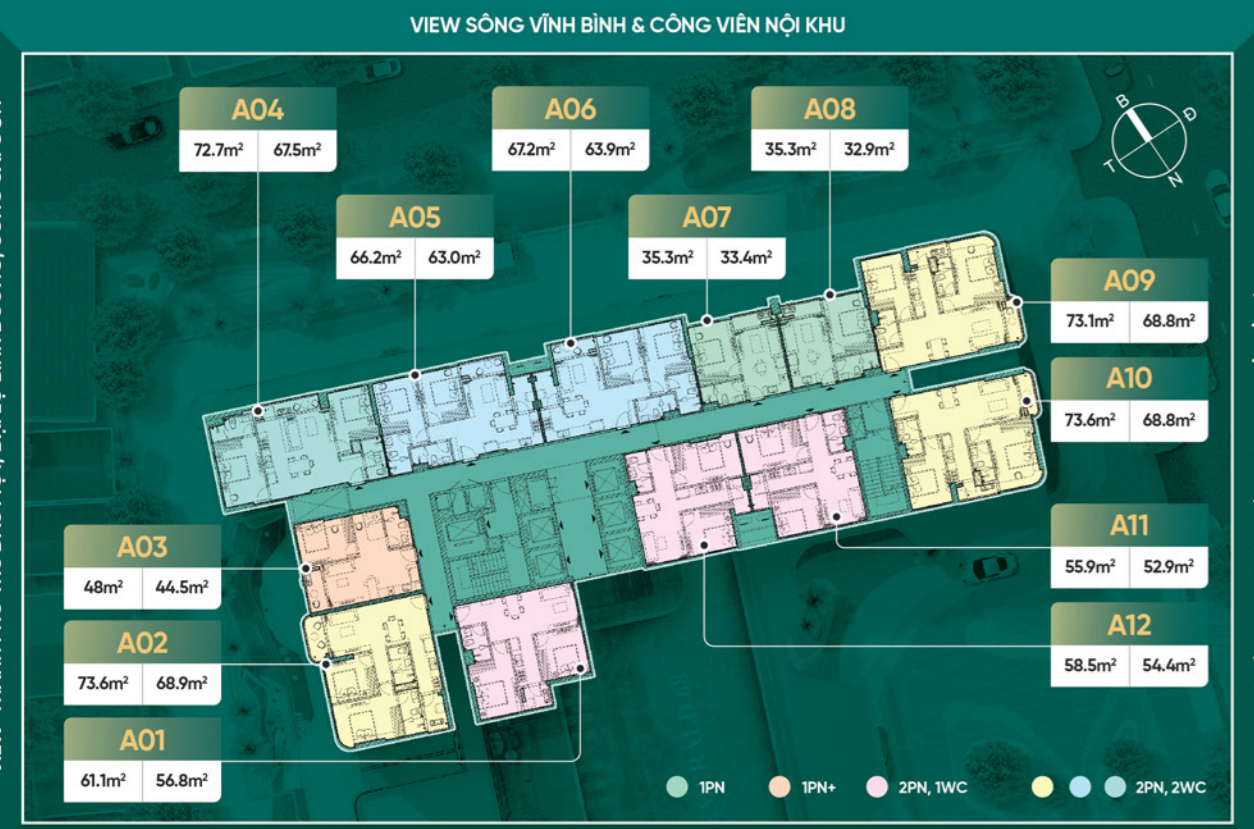 VIEW SÔNG VĨNH BÌNH & CÔNG VIÊN NỘI KHU
A04
72.7m² 67.5m²
A06
67.2m² 63.9m²
A08
35.3m² 32.9m²
B
Đ
T
N
A05
66.2m² 63.0m²
A07
35.3m² 33.4m²
A09
73.1m² 68.8m²
A10
73.6m² 68.8m²
A03
48m² 44.5m²
A11
55.9m² 52.9m²
A02
73.6m² 68.9m²
A12
58.5m² 54.4m²
A01
61.1m² 56.8m²
1PN
1PN+
2PN, 1WC
2PN, 2WC